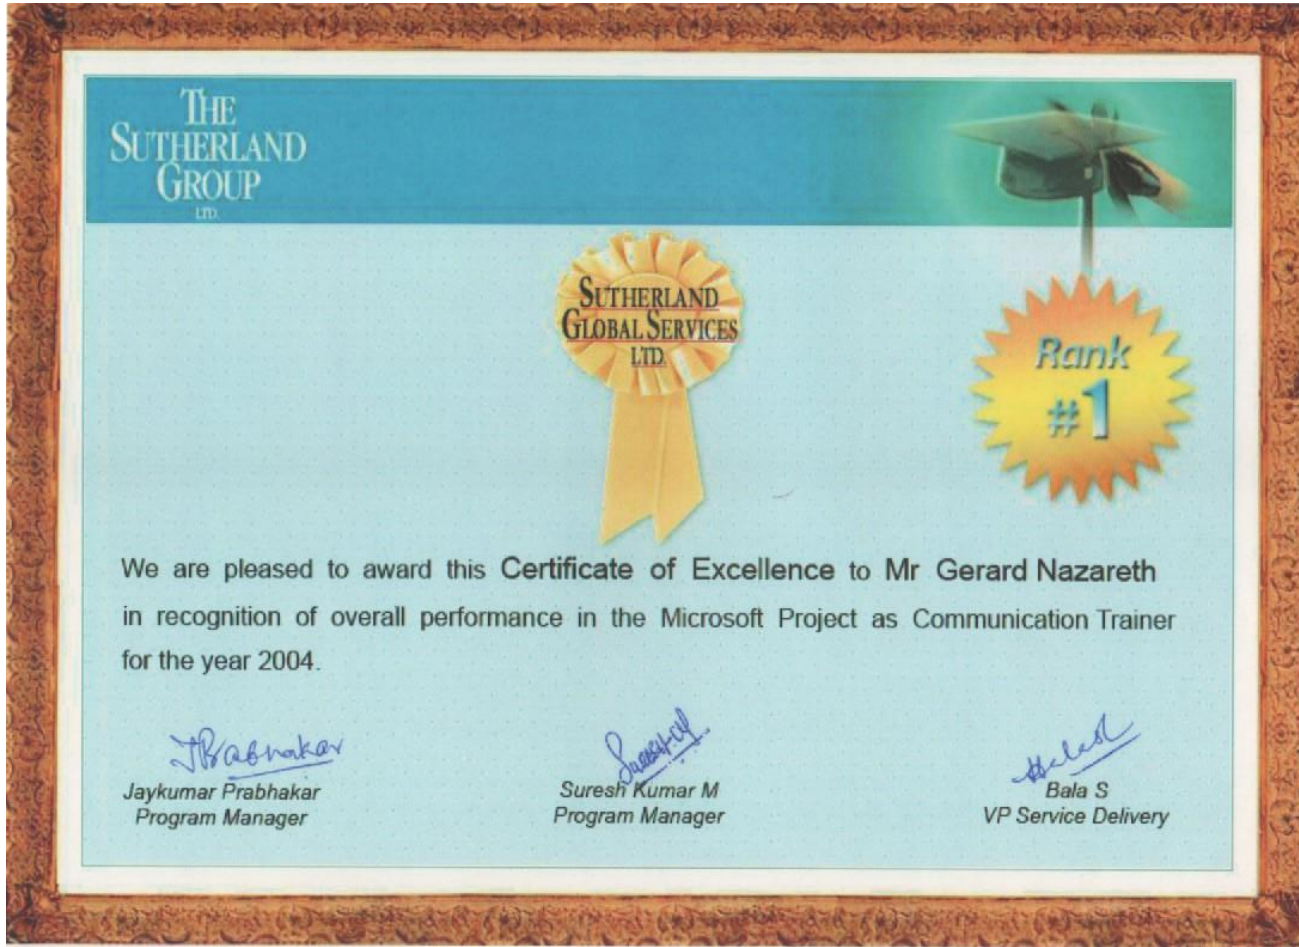 THE
SUTHERLAND
GROUP
LTD.
SUTHERLAND
GLOBAL SERVICES
LTD.
Rank
#1
We are pleased to award this Certificate of Excellence to Mr Gerard Nazareth
in recognition of overall performance in the Microsoft Project as Communication Trainer
for the year 2004.
JPrabhakar
Jaykumar Prabhakar
Program Manager
Suresh Kumar M
Program Manager
Bala S
VP Service Delivery